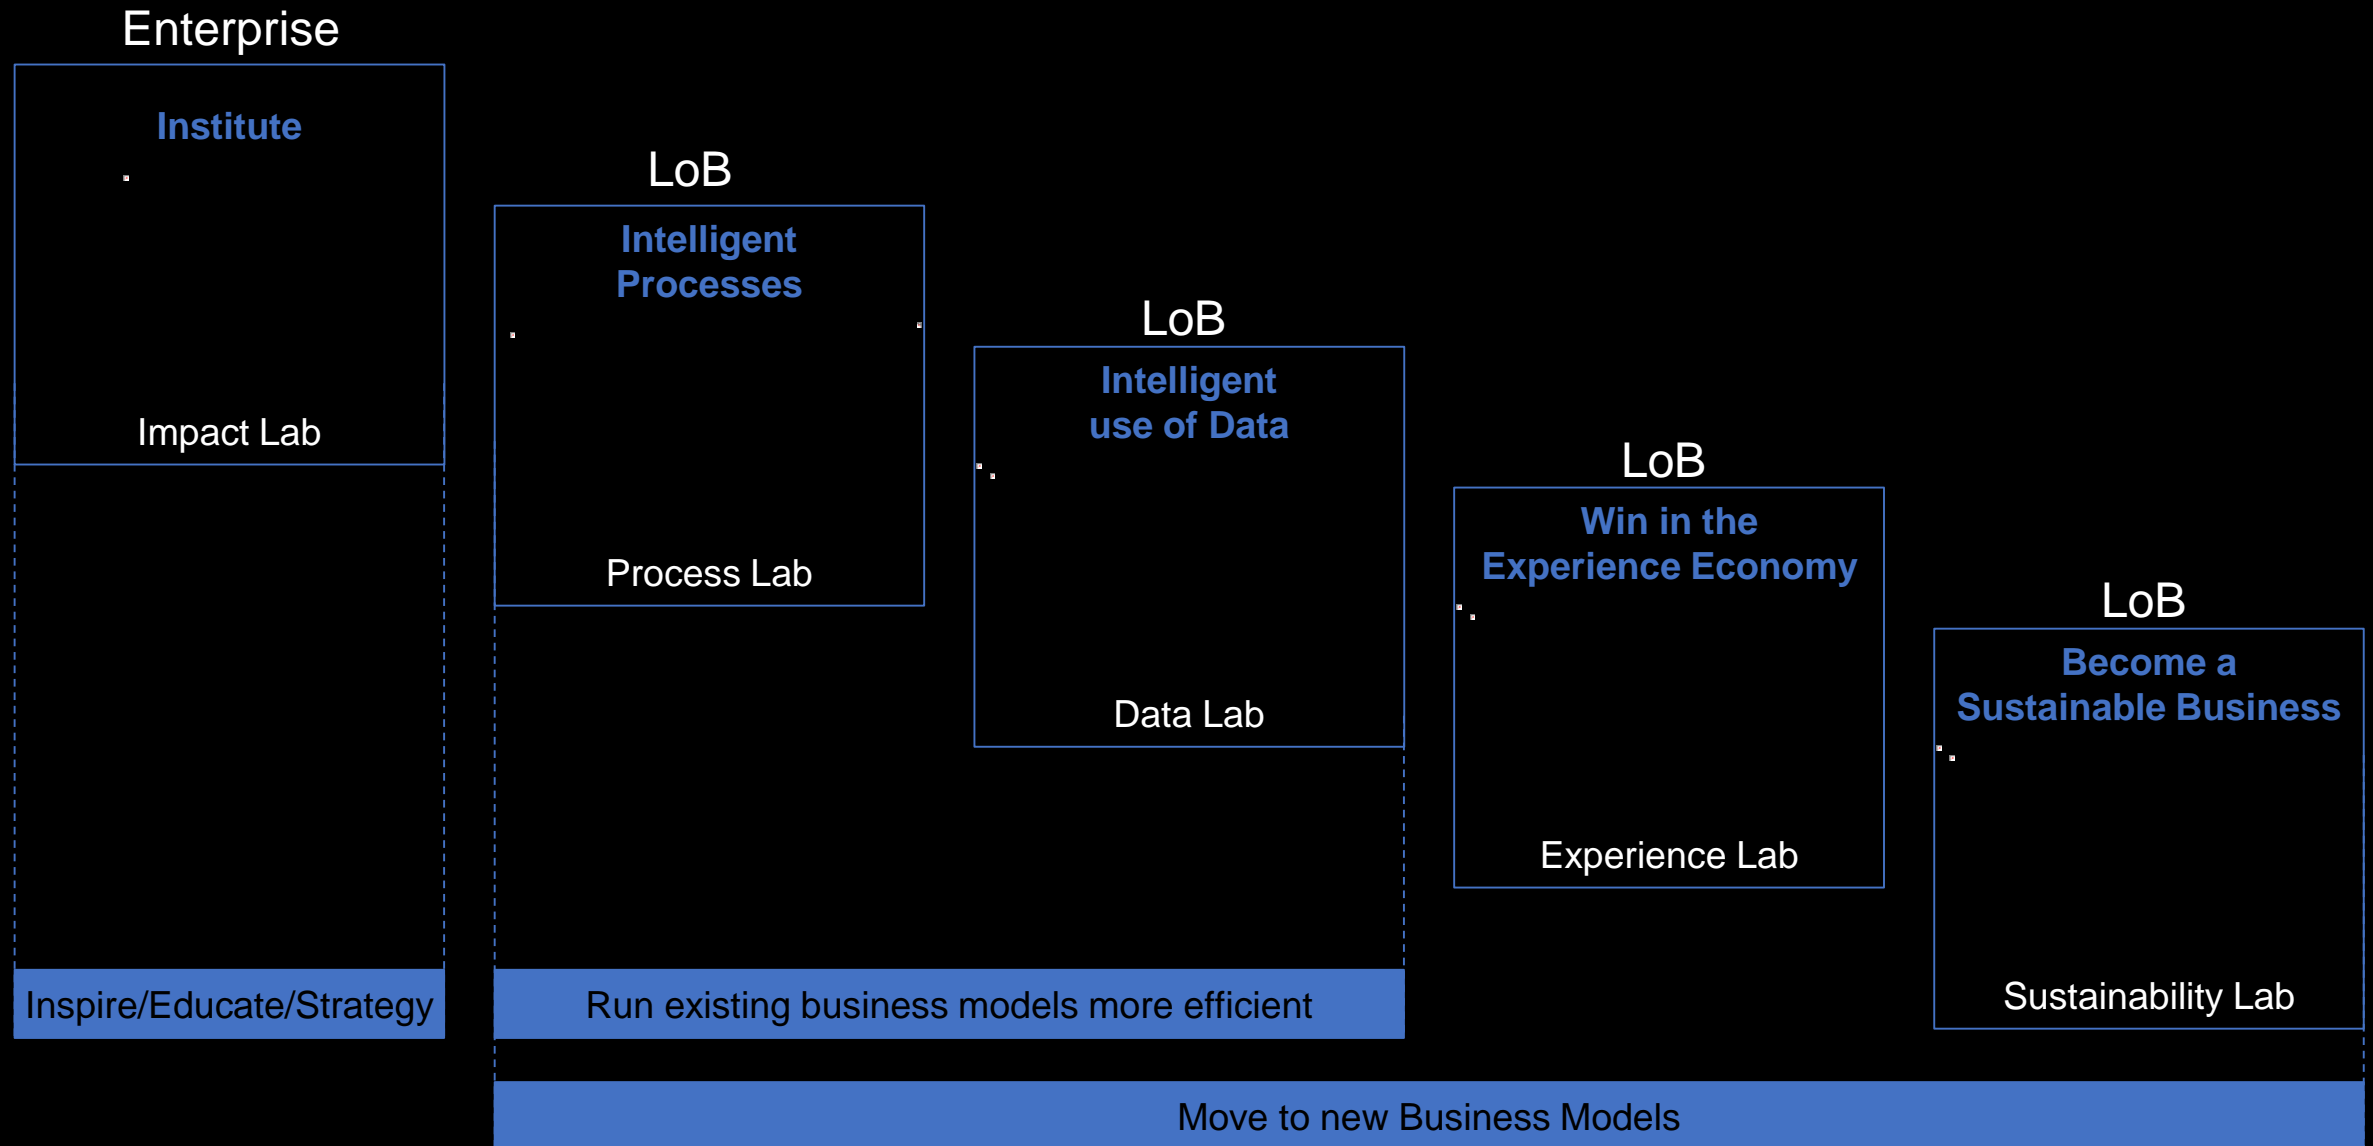 Enterprise
Institute
Impact Lab
LoB
Intelligent
Processes
Process Lab
LoB
Intelligent
use of Data
Data Lab
LoB
Win in the
Experience Economy
Experience Lab
LoB
Become a
Sustainable Business
Sustainability Lab
Inspire/Educate/Strategy
Run existing business models more efficient
Move to new Business Models